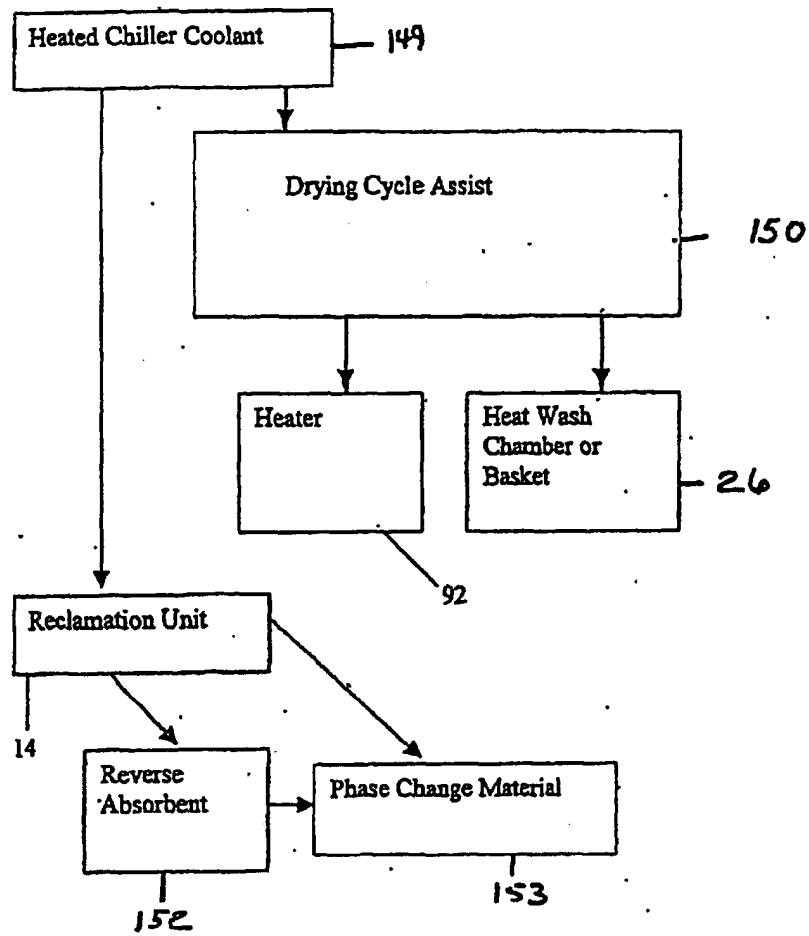 Heated Chiller Coolant
149
Drying Cycle Assist
150
Heater
Heat Wash
Chamber or
Basket
26
92
Reclamation Unit
14
Reverse
Absorbent
Phase Change Material
152
153